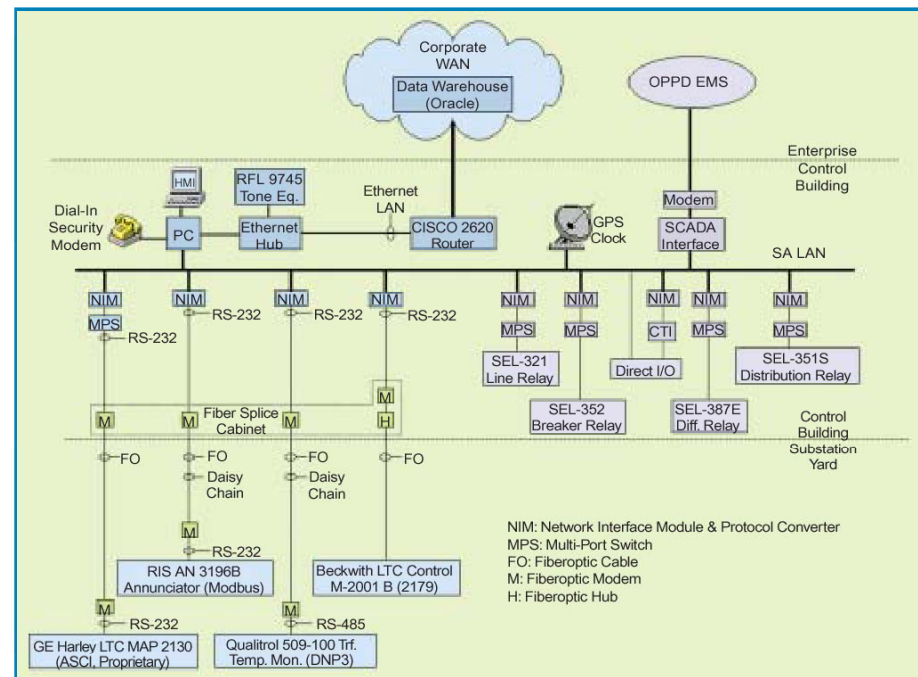 Corporate
WAN
Data Warehouse
(Oracle)
OPPD EMS
Enterprise
Control
Building
HMI
RFL 9745
Tone Eq.
Ethernet
LAN
Dial-In
Security
Modem
PC
Ethernet
Hub
CISCO 2620
Router
GPS
Clock
Modem
SCADA
Interface
SA LAN
NIM
NIM
NIM
NIM
NIM
NIM
NIM
NIM
NIM
MPS
RS-232
RS-232
RS-232
RS-232
MPS
MPS
CTI
MPS
MPS
SEL-321
Line Relay
Direct I/O
SEL-351S
Distribution Relay
SEL-352
Breaker Relay
SEL-387E
Diff. Relay
M
M
M
Fiber Splice
Cabinet
M
H
Control
Building
Substation
Yard
FO
FO
FO
FO
Daisy
Chain
Daisy
Chain
M
RS-232
RIS AN 3196B
Annunciator (Modbus)
Beckwith LTC Control
M-2001 B (2179)
M
RS-232
M
RS-485
GE Harley LTC MAP 2130
(ASCI, Proprietary)
Qualitrol 509-100 Trf.
Temp. Mon. (DNP3)
NIM: Network Interface Module & Protocol Converter
MPS: Multi-Port Switch
FO: Fiberoptic Cable
M: Fiberoptic Modem
H: Fiberoptic Hub